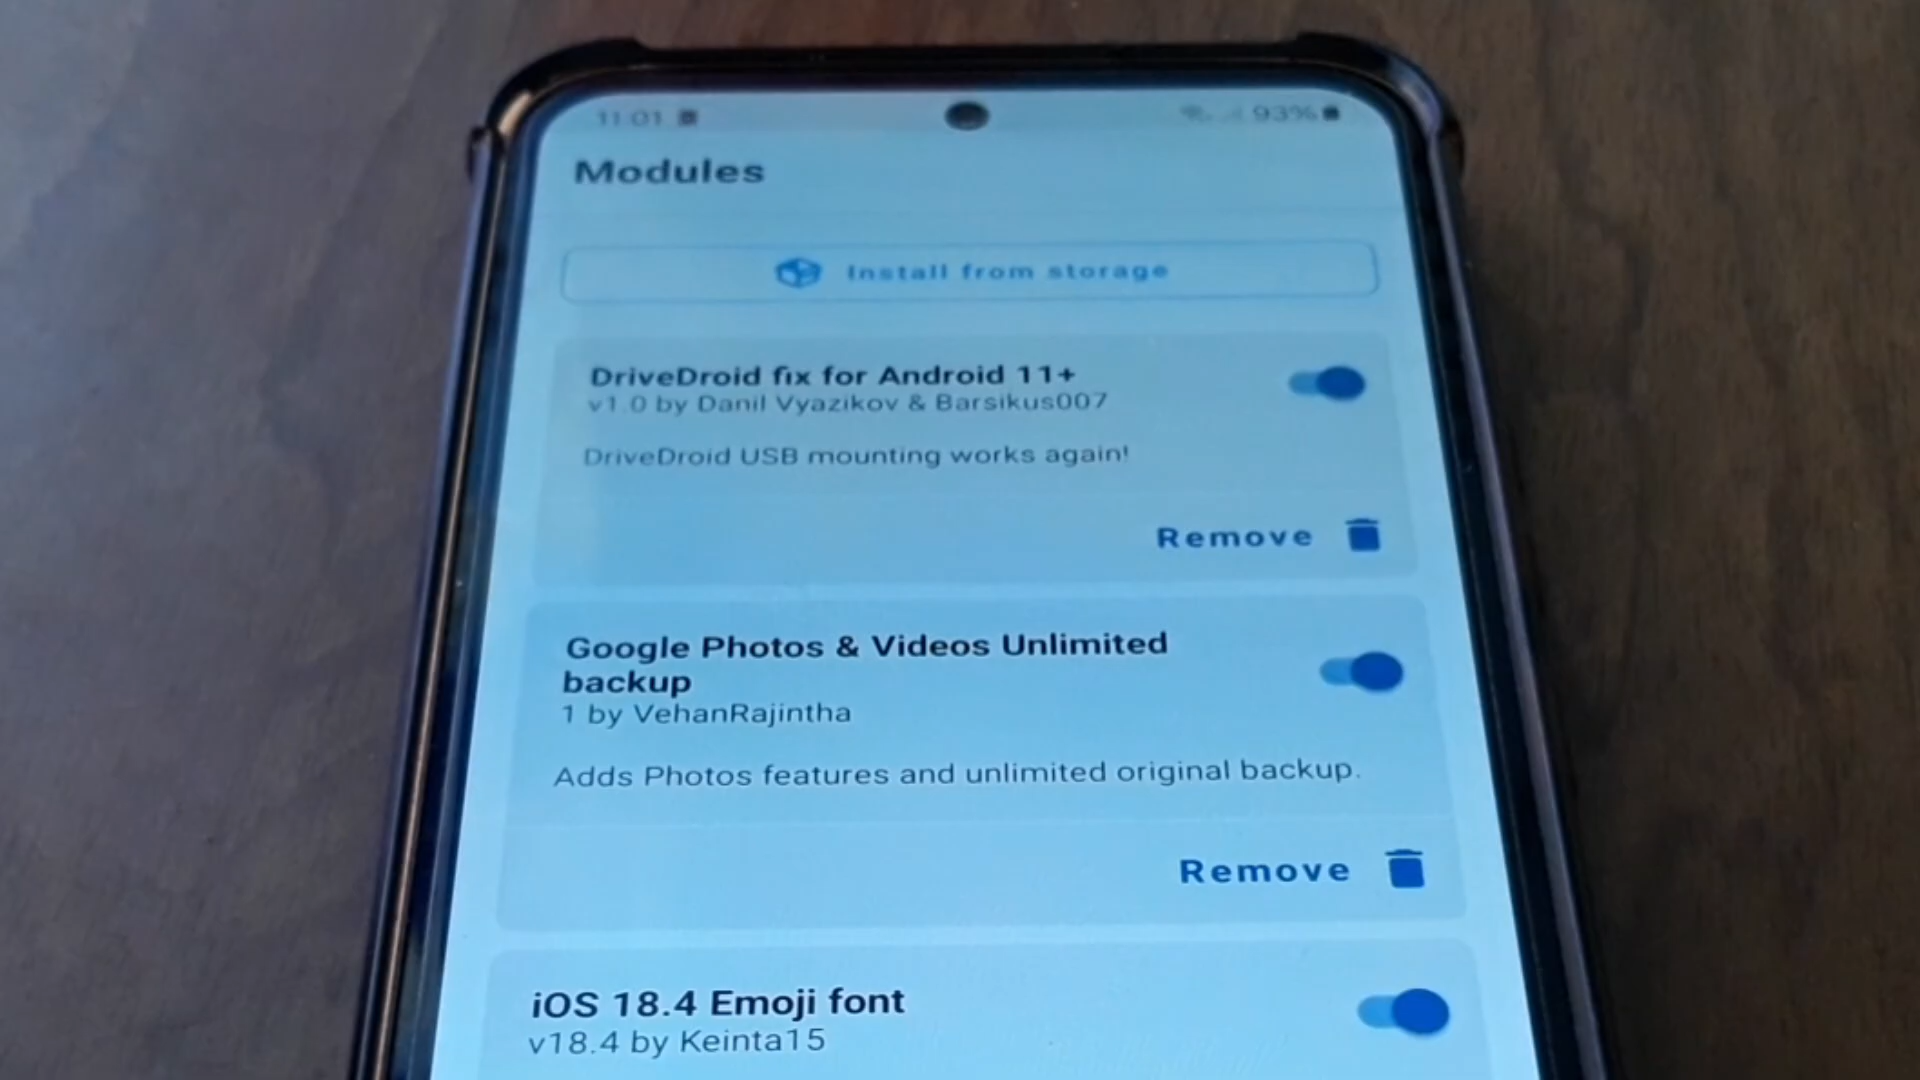 11:01 93%
Modules
Install from storage
DriveDroid fix for Android 11+
v1.0 by Danil Vyazikov & Barsikus007
DriveDroid USB mounting works again!
Remove
Google Photos & Videos Unlimited
backup
1 by VehanRajintha
Adds Photos features and unlimited original backup.
Remove
iOS 18.4 Emoji font
v18.4 by Keinta15